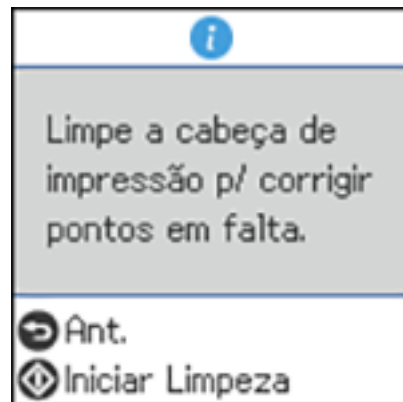 Limpe a cabeça de
impressão p/ corrigir
pontos em falta.
Ant.
Iniciar Limpeza